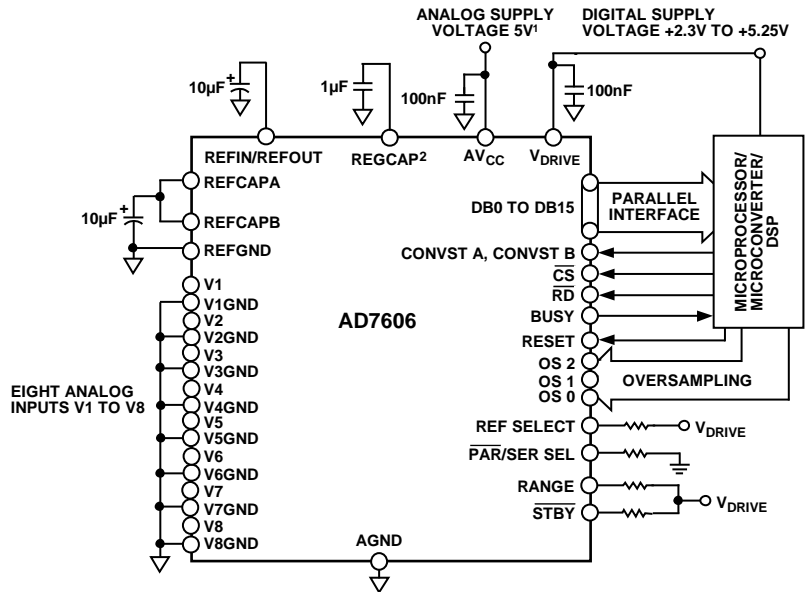 ANALOG SUPPLY
VOLTAGE 5V1
DIGITAL SUPPLY
VOLTAGE +2.3V TO +5.25V
10µF
+
1µF
100nF
100nF
REFIN/REFOUT
REGCAP2
AVCC
VDRIVE
REFCAPA
10µF
+
REFCAPB
REFGND
DB0 TO DB15
PARALLEL
INTERFACE
MICROPROCESSOR/
MICROCONVERTER/
DSP
CONVST A, CONVST B
CS
RD
BUSY
RESET
OS 2
OS 1
OS 0
OVERSAMPLING
AD7606
V1
V1GND
V2
V2GND
V3
V3GND
V4
V4GND
V5
V5GND
V6
V6GND
V7
V7GND
V8
V8GND
EIGHT ANALOG
INPUTS V1 TO V8
REF SELECT
VDRIVE
PAR/SER SEL
RANGE
STBY
VDRIVE
AGND